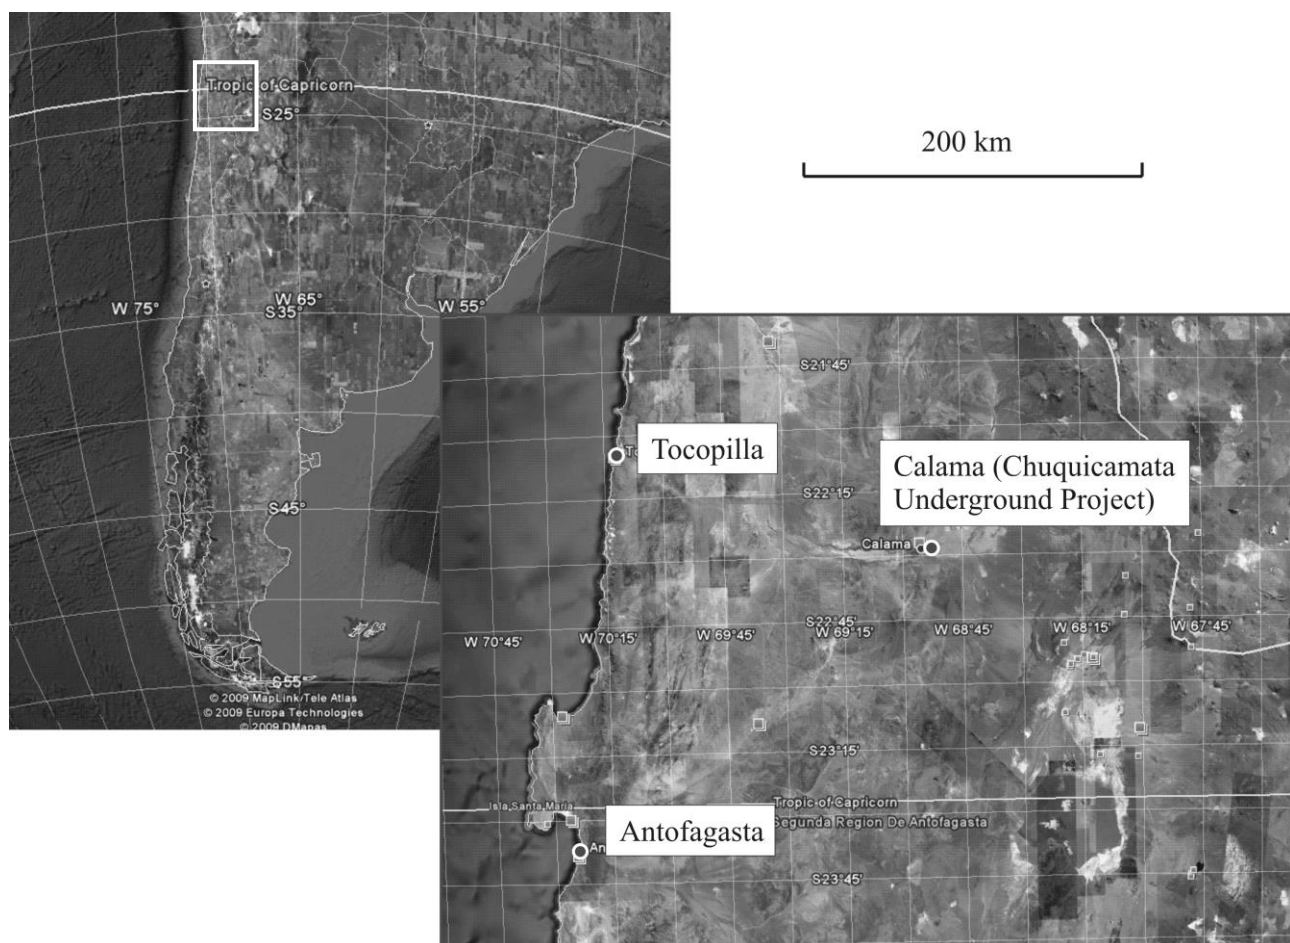 Tropic of Capricorn
S25°
200 km
W 75°
W 65°
S35°
W 55°
S45°
S55°
© 2009 MapLink/Tele Atlas
© 2009 Europa Technologies
© 2009 DMapas
S21°45'
Tocopilla
Calama (Chuquicamata
Underground Project)
S22°15'
Calama
S22°45'
W 70°45'
W 70°15'
W 69°45'
W 69°15'
W 68°45'
W 68°15'
W 67°45'
S23°15'
Isla Santa Maria
Tropic of Capricorn
Segunda Region De Antofagasta
Antofagasta
An
S23°45'